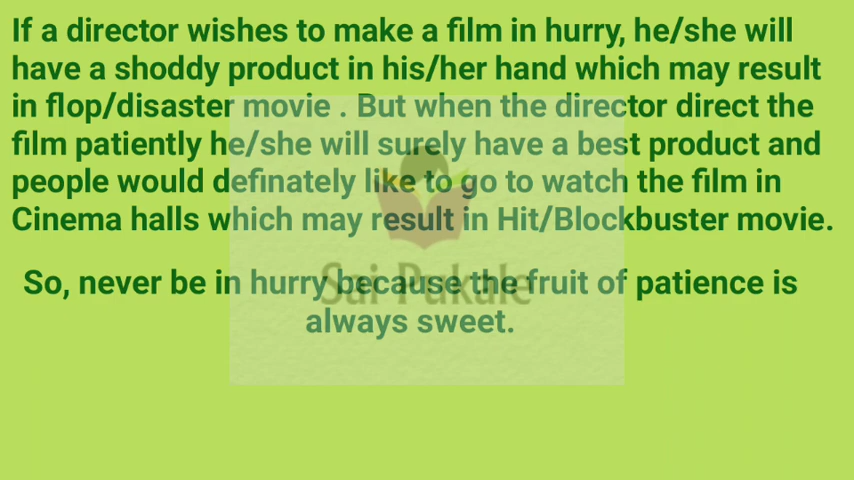 If a director wishes to make a film in hurry, he/she will
have a shoddy product in his/her hand which may result
in flop/disaster movie . But when the director direct the
film patiently he/she will surely have a best product and
people would definately like to go to watch the film in
Cinema halls which may result in Hit/Blockbuster movie.
So, never be in hurry because the fruit of patience is
always sweet.
Sai Pukale